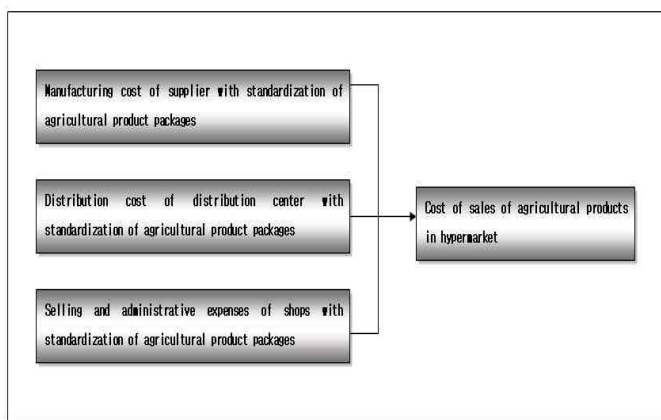 Manufacturing cost of supplier with standardization of
agricultural product packages
Distribution cost of distribution center with
standardization of agricultural product packages
Selling and administrative expenses of shops with
standardization of agricultural product packages
Cost of sales of agricultural products
in hypermarket